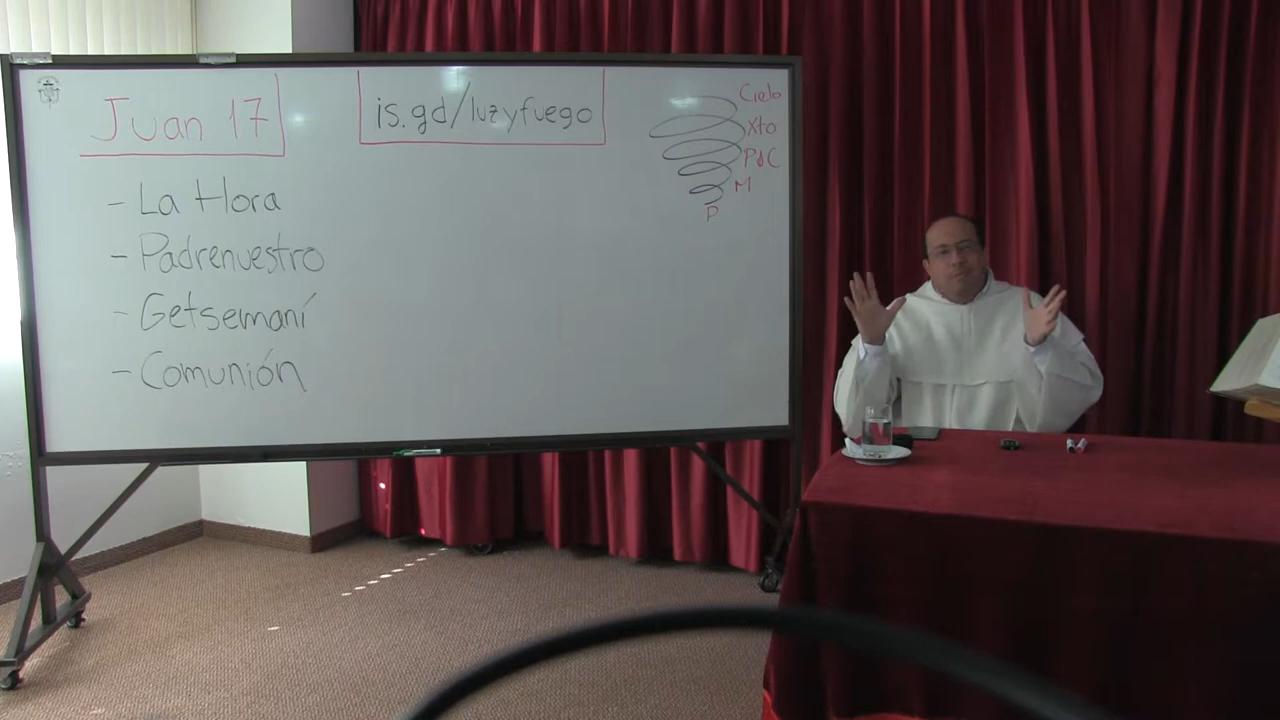 Juan 17
is.gd/luzyfuego
- La Hora
- Padrenuestro
- Getsemaní
- Comunión
Cielo
Xto
PdC
M
P